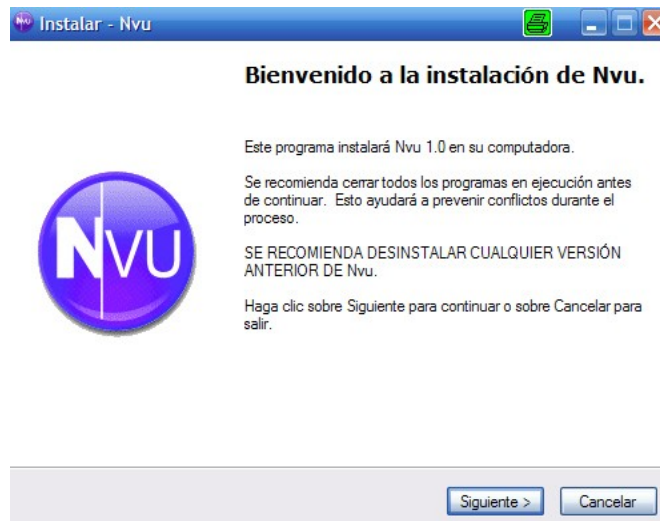 Instalar - Nvu
Bienvenido a la instalación de Nvu.
Este programa instalará Nvu 1.0 en su computadora.
Se recomienda cerrar todos los programas en ejecución antes
de continuar. Esto ayudará a prevenir conflictos durante el
proceso.
SE RECOMIENDA DESINSTALAR CUALQUIER VERSIÓN
ANTERIOR DE Nvu.
Haga clic sobre Siguiente para continuar o sobre Cancelar para
salir.
NVU
Siguiente >
Cancelar